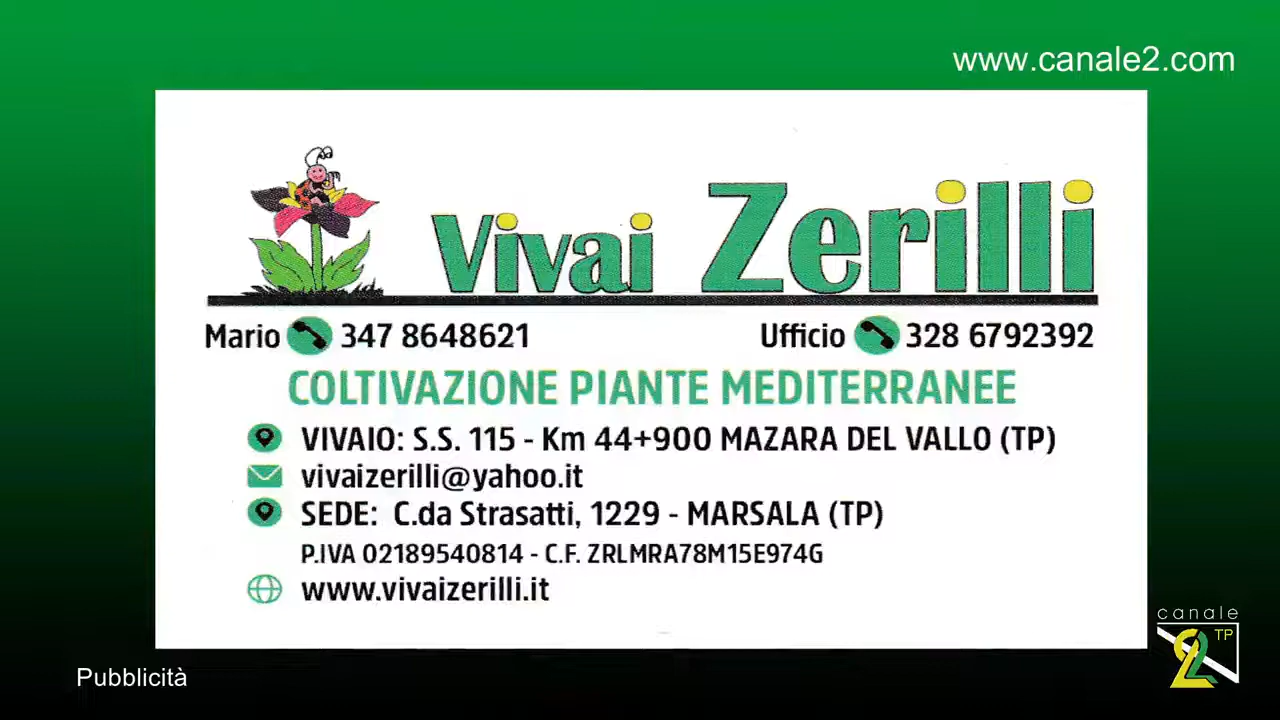 www.canale2.com
Vivai Zerilli
Mario 347 8648621 Ufficio 328 6792392
COLTIVAZIONE PIANTE MEDITERRANEE
VIVAIO: S.S. 115 - Km 44+900 MAZARA DEL VALLO (TP)
vivaizerilli@yahoo.it
SEDE: C.da Strasatti, 1229 - MARSALA (TP)
P.IVA 02189540814 - C.F. ZRLMRA78M15E974G
www.vivaizerilli.it
canale
2 TP
Pubblicità